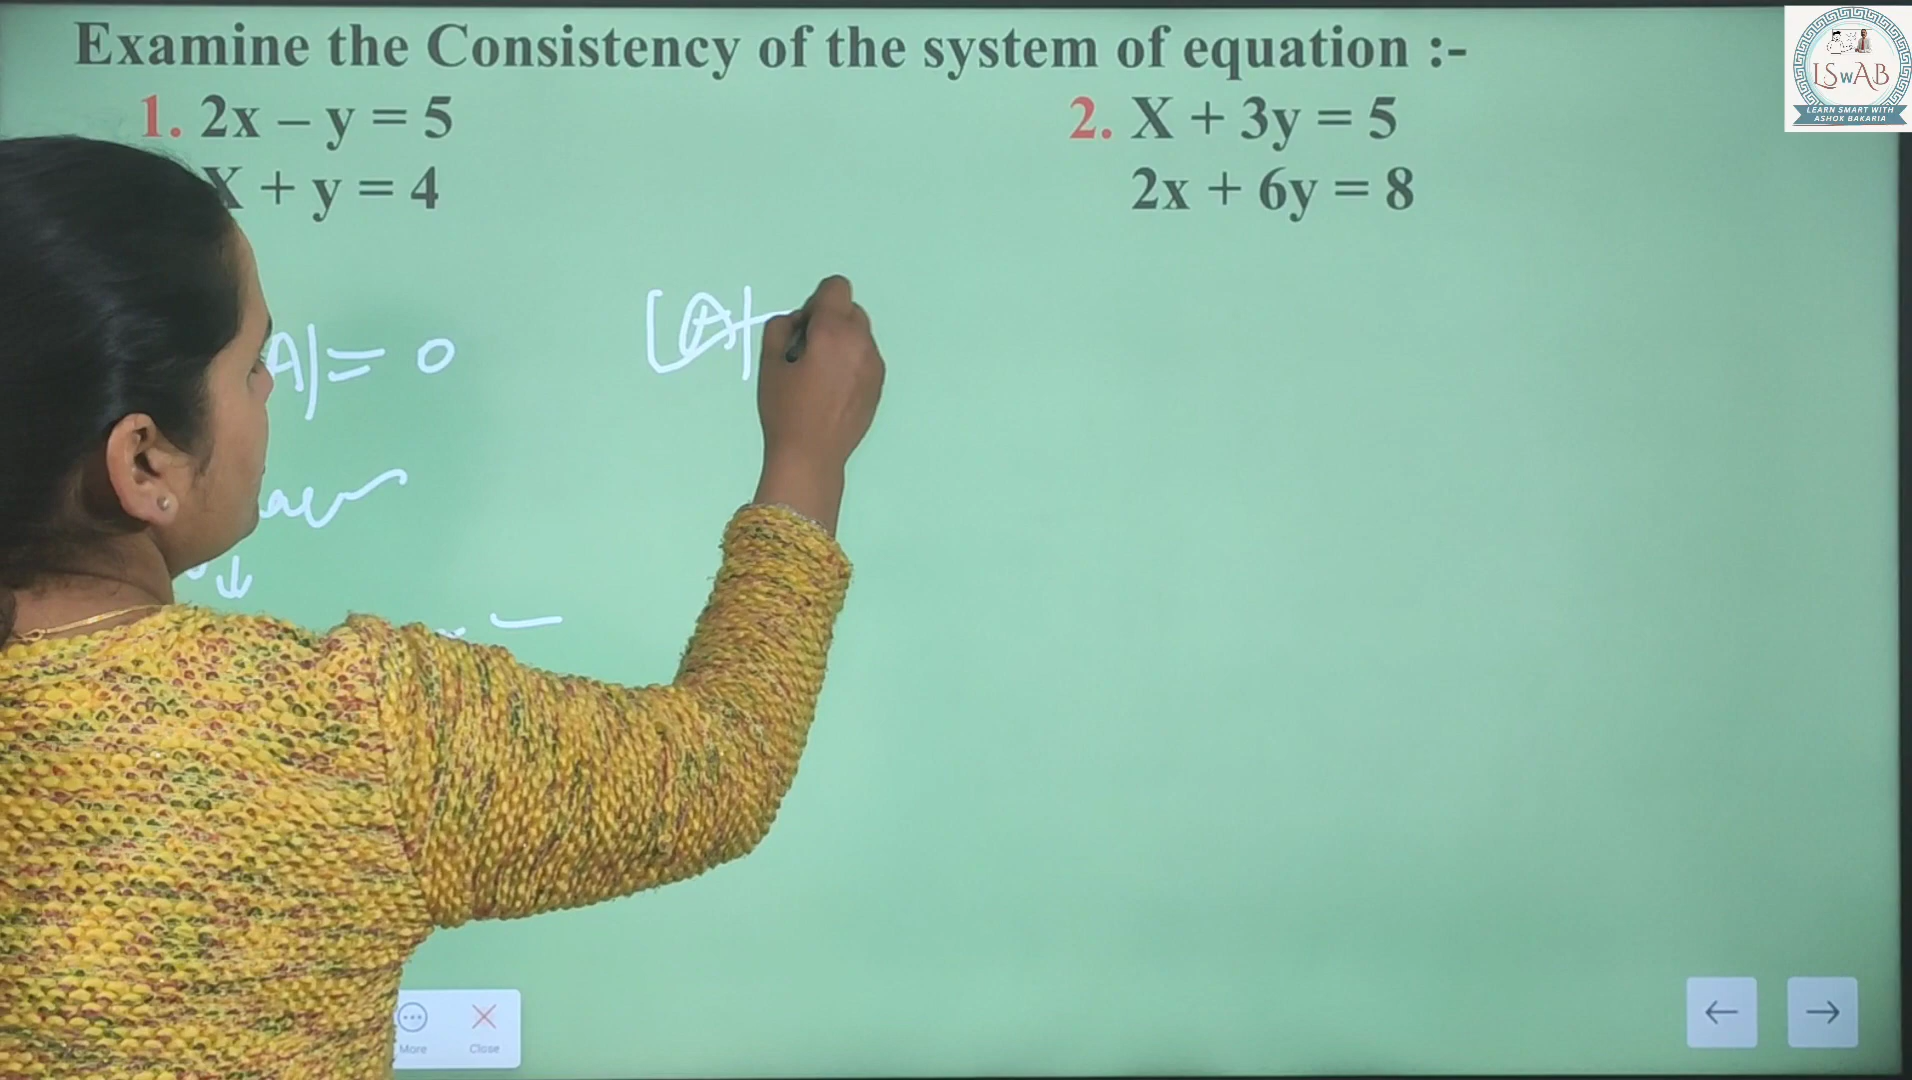 Examine the Consistency of the system of equation :-
1. 2x – y = 5
X + y = 4
2. X + 3y = 5
2x + 6y = 8
A| = 0
|A|
LSwAB
LEARN SMART WITH
ASHOK BAKARIA
More
Close